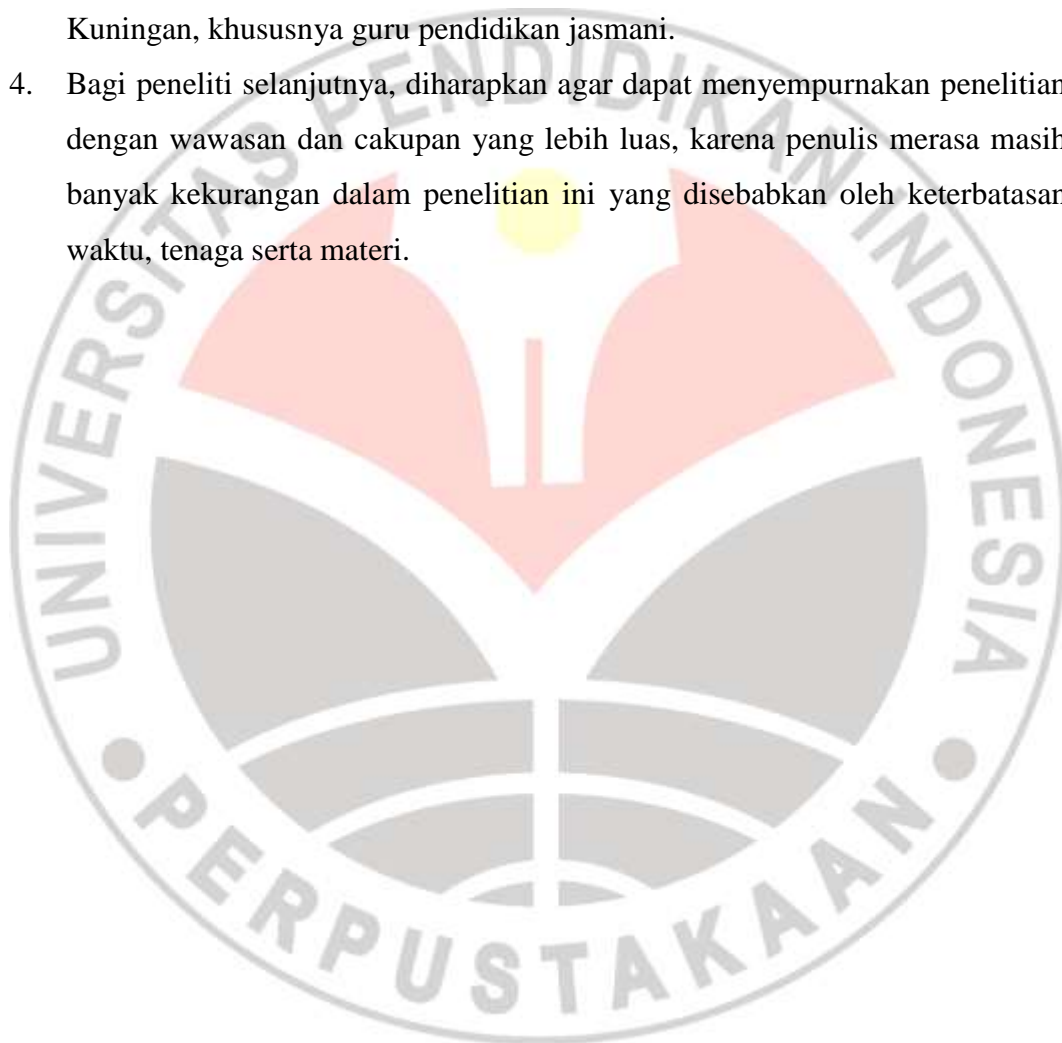 Kuningan, khususnya guru pendidikan jasmani.
4. Bagi peneliti selanjutnya, diharapkan agar dapat menyempurnakan penelitian
dengan wawasan dan cakupan yang lebih luas, karena penulis merasa masih
banyak kekurangan dalam penelitian ini yang disebabkan oleh keterbatasan
waktu, tenaga serta materi.
UNIVERSITAS PENDIDIKAN INDONESIA
PERPUSTAKAAN